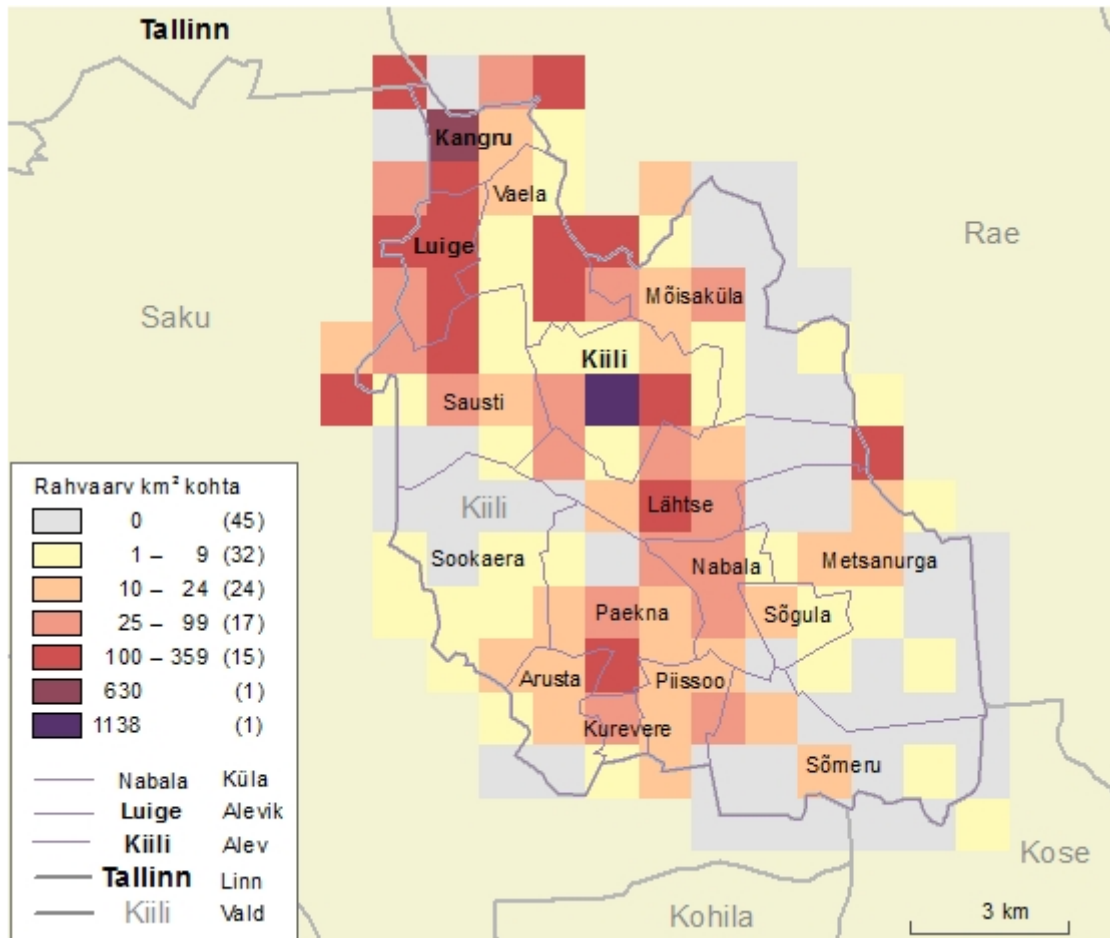 Tallinn
Kangru
Vaela
Rae
Luige
Mõisaküla
Saku
Kiili
Sausti
Lähtse
Kiili
Sookaera
Nabala
Metsanurga
Paekna
Sõgula
Arusta
Piissoo
Kurevere
Sõmeru
Kose
Kohila
3 km
Rahvaarv km² kohta
0 (45)
1 – 9 (32)
10 – 24 (24)
25 – 99 (17)
100 – 359 (15)
630 (1)
1138 (1)
Nabala Küla
Luige Alevik
Kiili Alev
Tallinn Linn
Kiili Vald